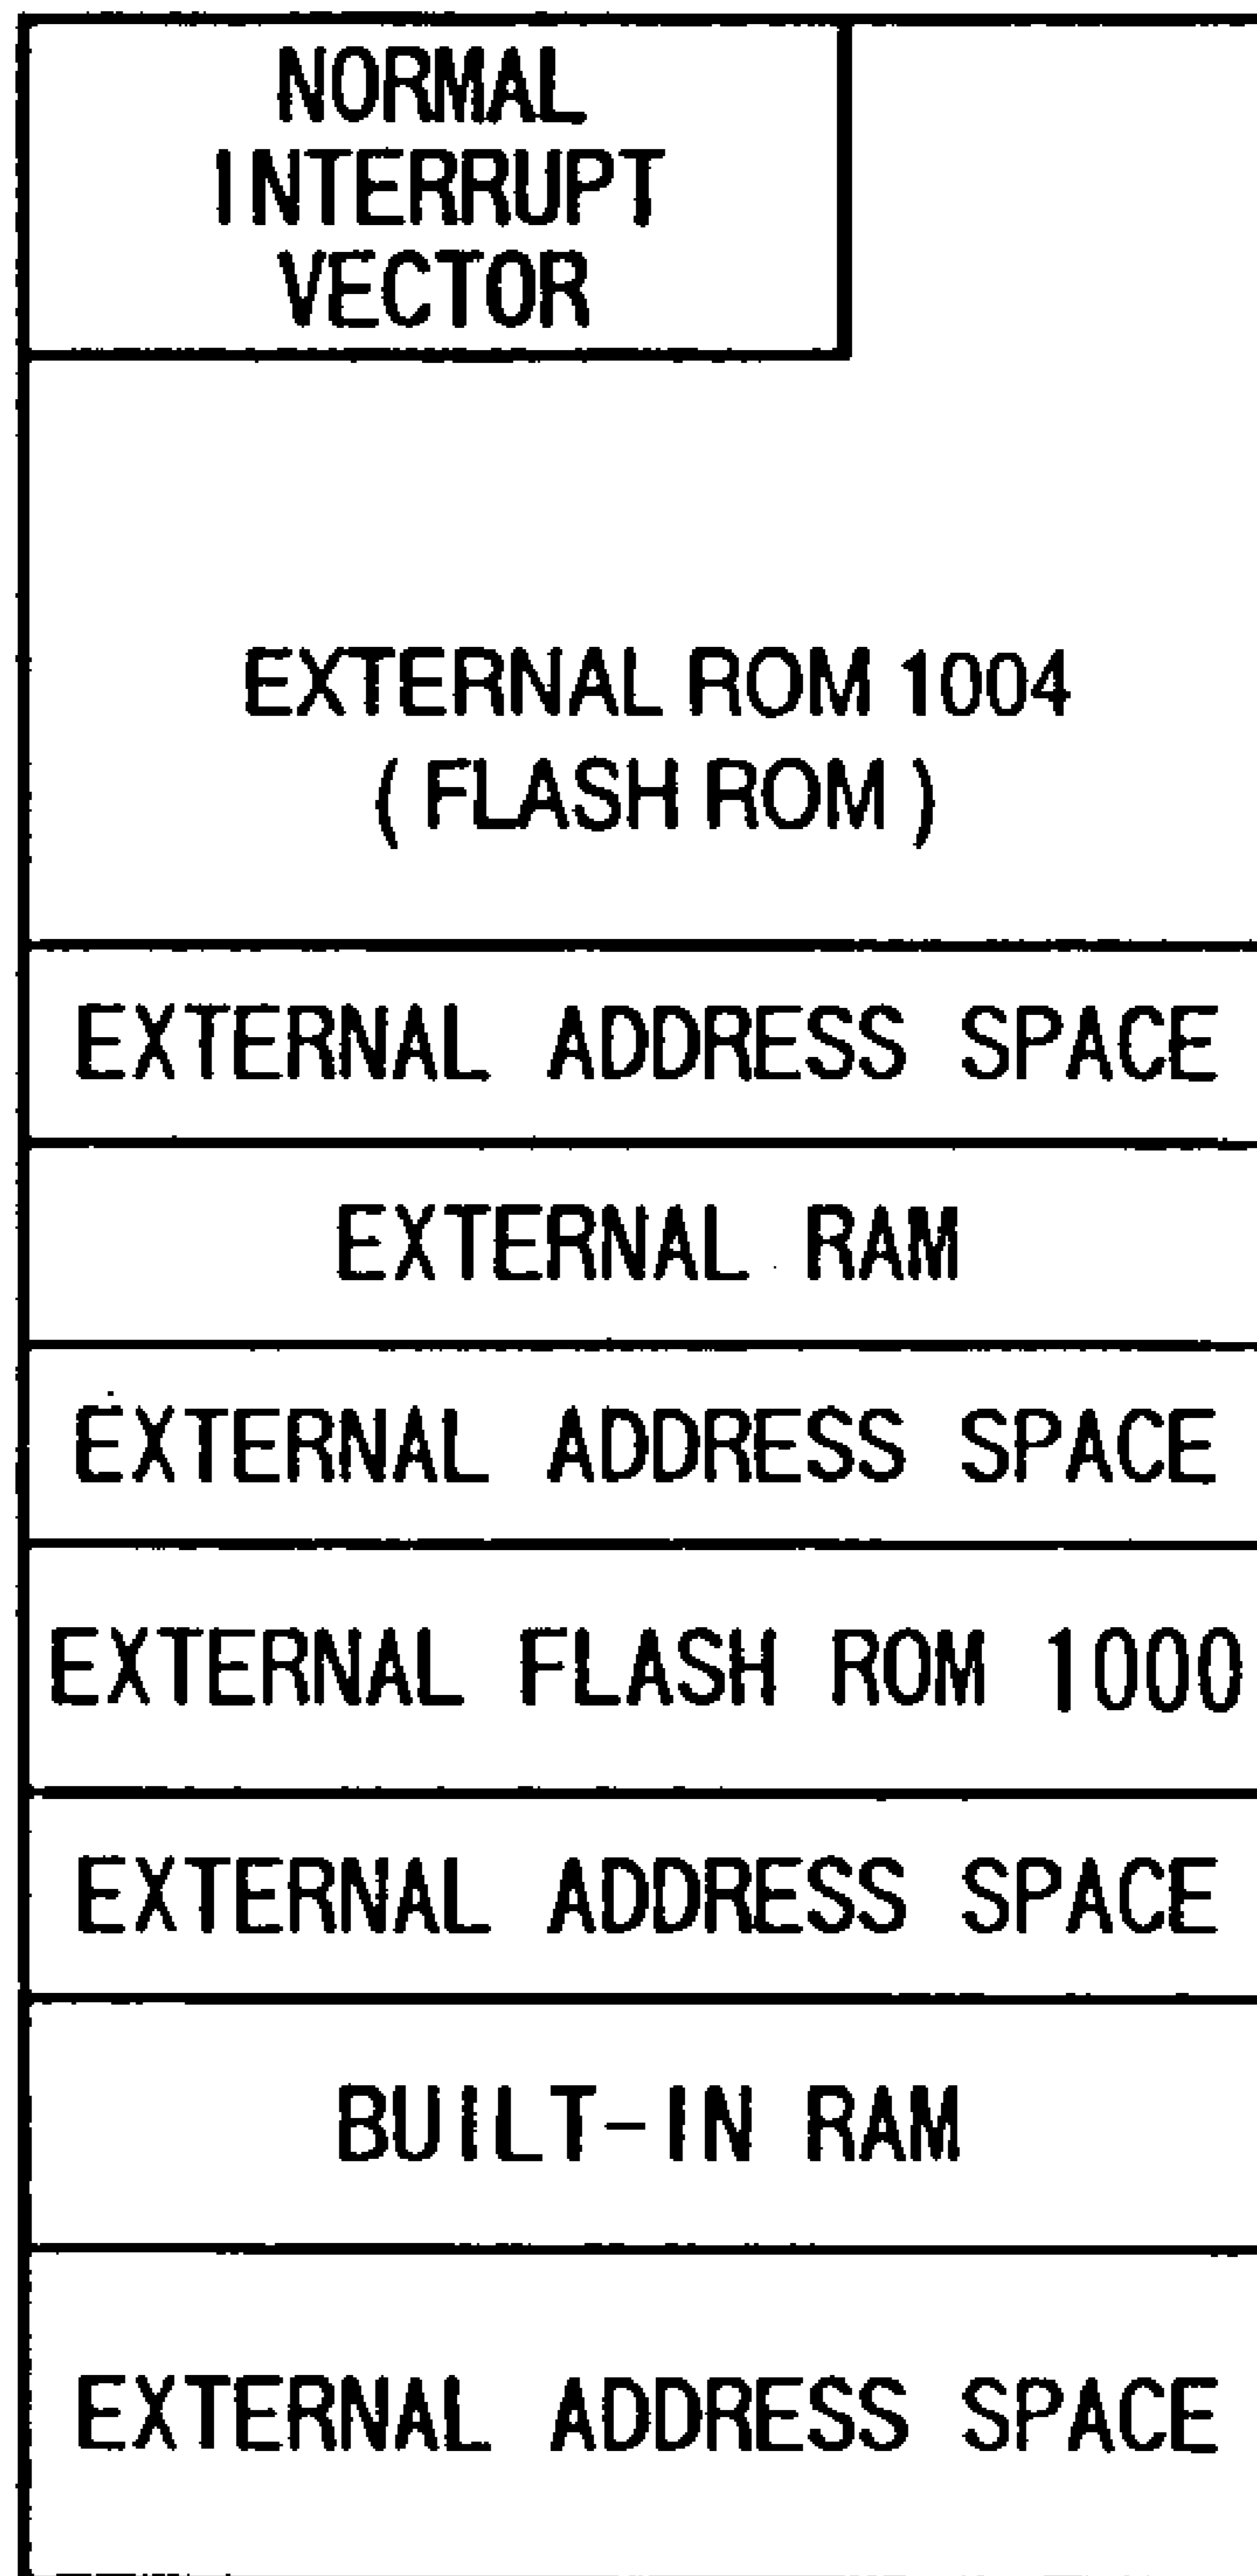 NORMAL
INTERRUPT
VECTOR
EXTERNAL ROM 1004
( FLASH ROM )
EXTERNAL ADDRESS SPACE
EXTERNAL RAM
EXTERNAL ADDRESS SPACE
EXTERNAL FLASH ROM 1000
EXTERNAL ADDRESS SPACE
BUILT-IN RAM
EXTERNAL ADDRESS SPACE